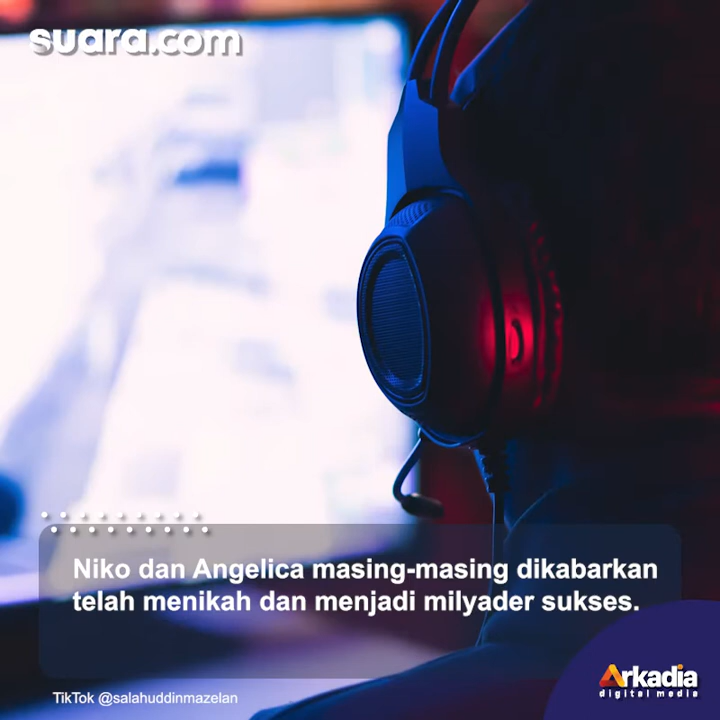 suara.com
Niko dan Angelica masing-masing dikabarkan
telah menikah dan menjadi milyader sukses.
TikTok @salahuddinmazelan
Arkadia
digital media